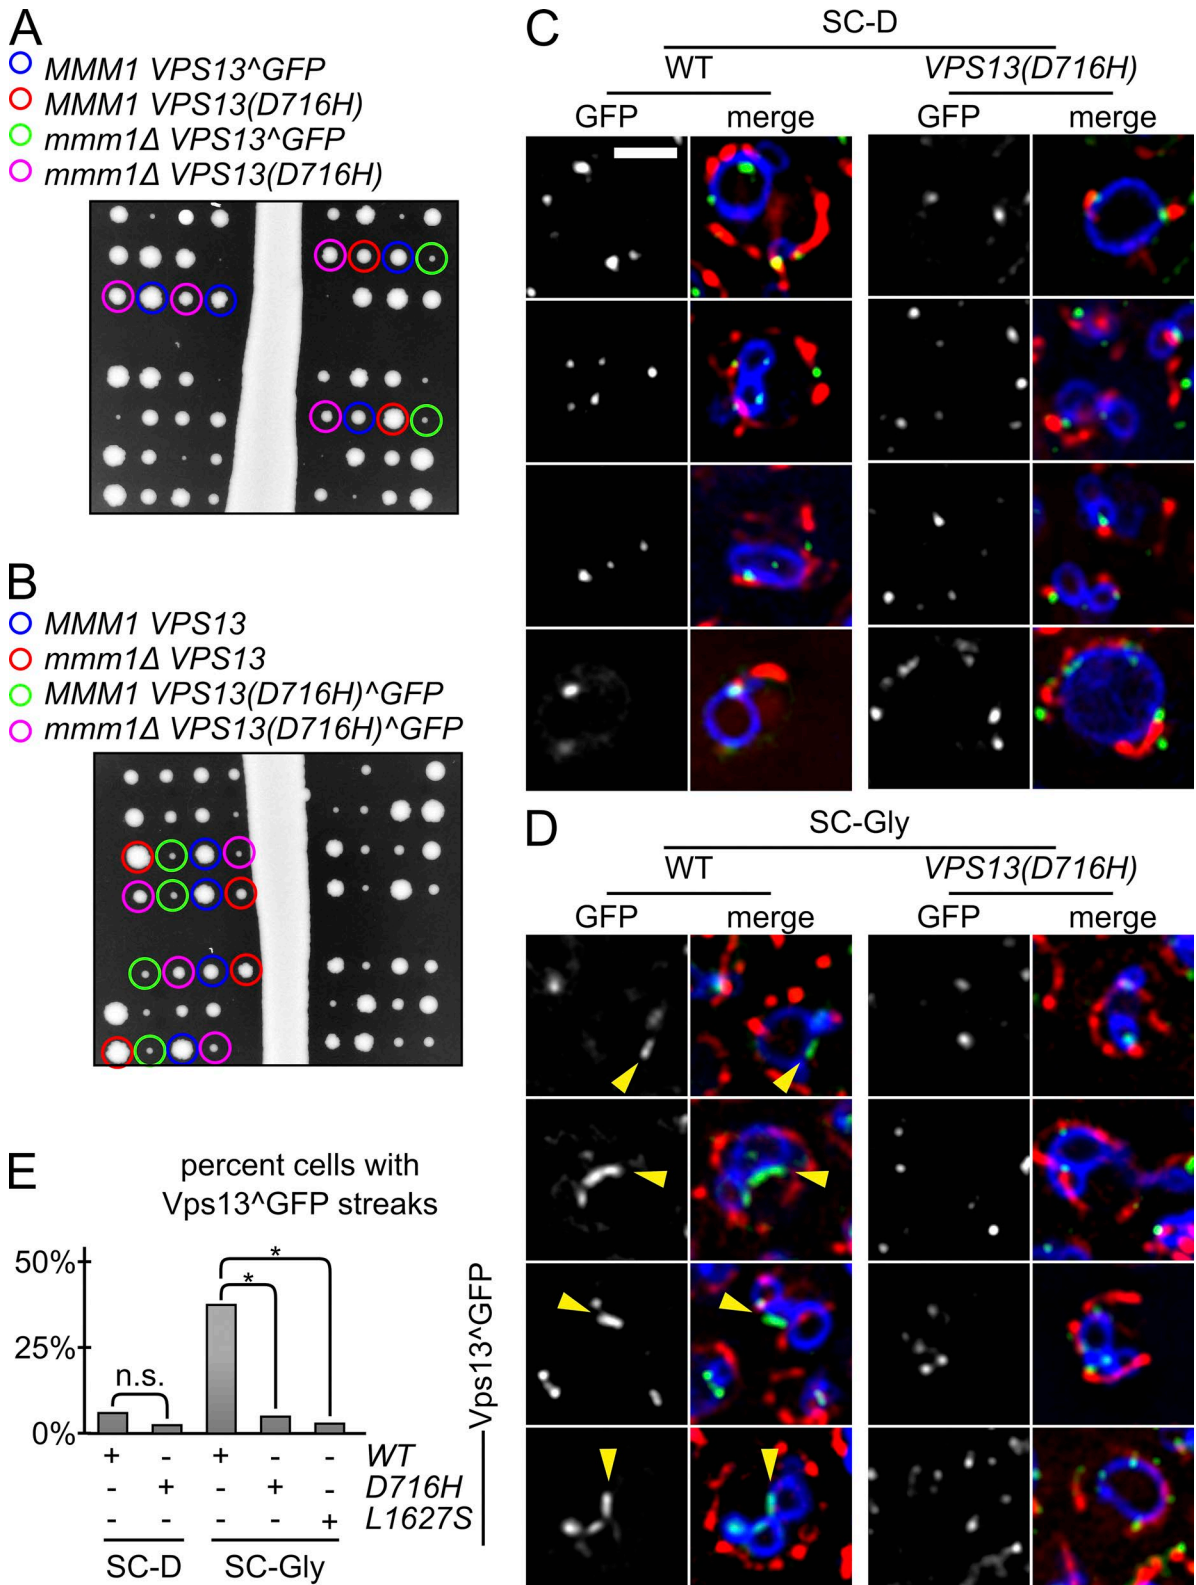 A
MMM1 VPS13^GFP
MMM1 VPS13(D716H)
mmm1Δ VPS13^GFP
mmm1Δ VPS13(D716H)
B
MMM1 VPS13
mmm1Δ VPS13
MMM1 VPS13(D716H)^GFP
mmm1Δ VPS13(D716H)^GFP
C
SC-D
WT VPS13(D716H)
GFP merge GFP merge
D
SC-Gly
WT VPS13(D716H)
GFP merge GFP merge
E
percent cells with
Vps13^GFP streaks
50%
25%
0%
n.s.
*
*
+ - + - - WT
- + - + - D716H
- - - - + L1627S
SC-D SC-Gly
Vps13^GFP